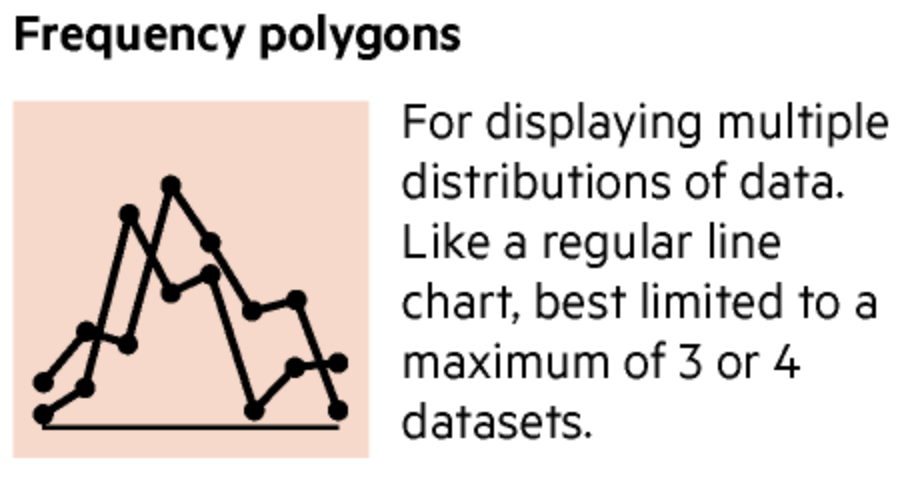 Frequency polygons
For displaying multiple
distributions of data.
Like a regular line
chart, best limited to a
maximum of 3 or 4
datasets.